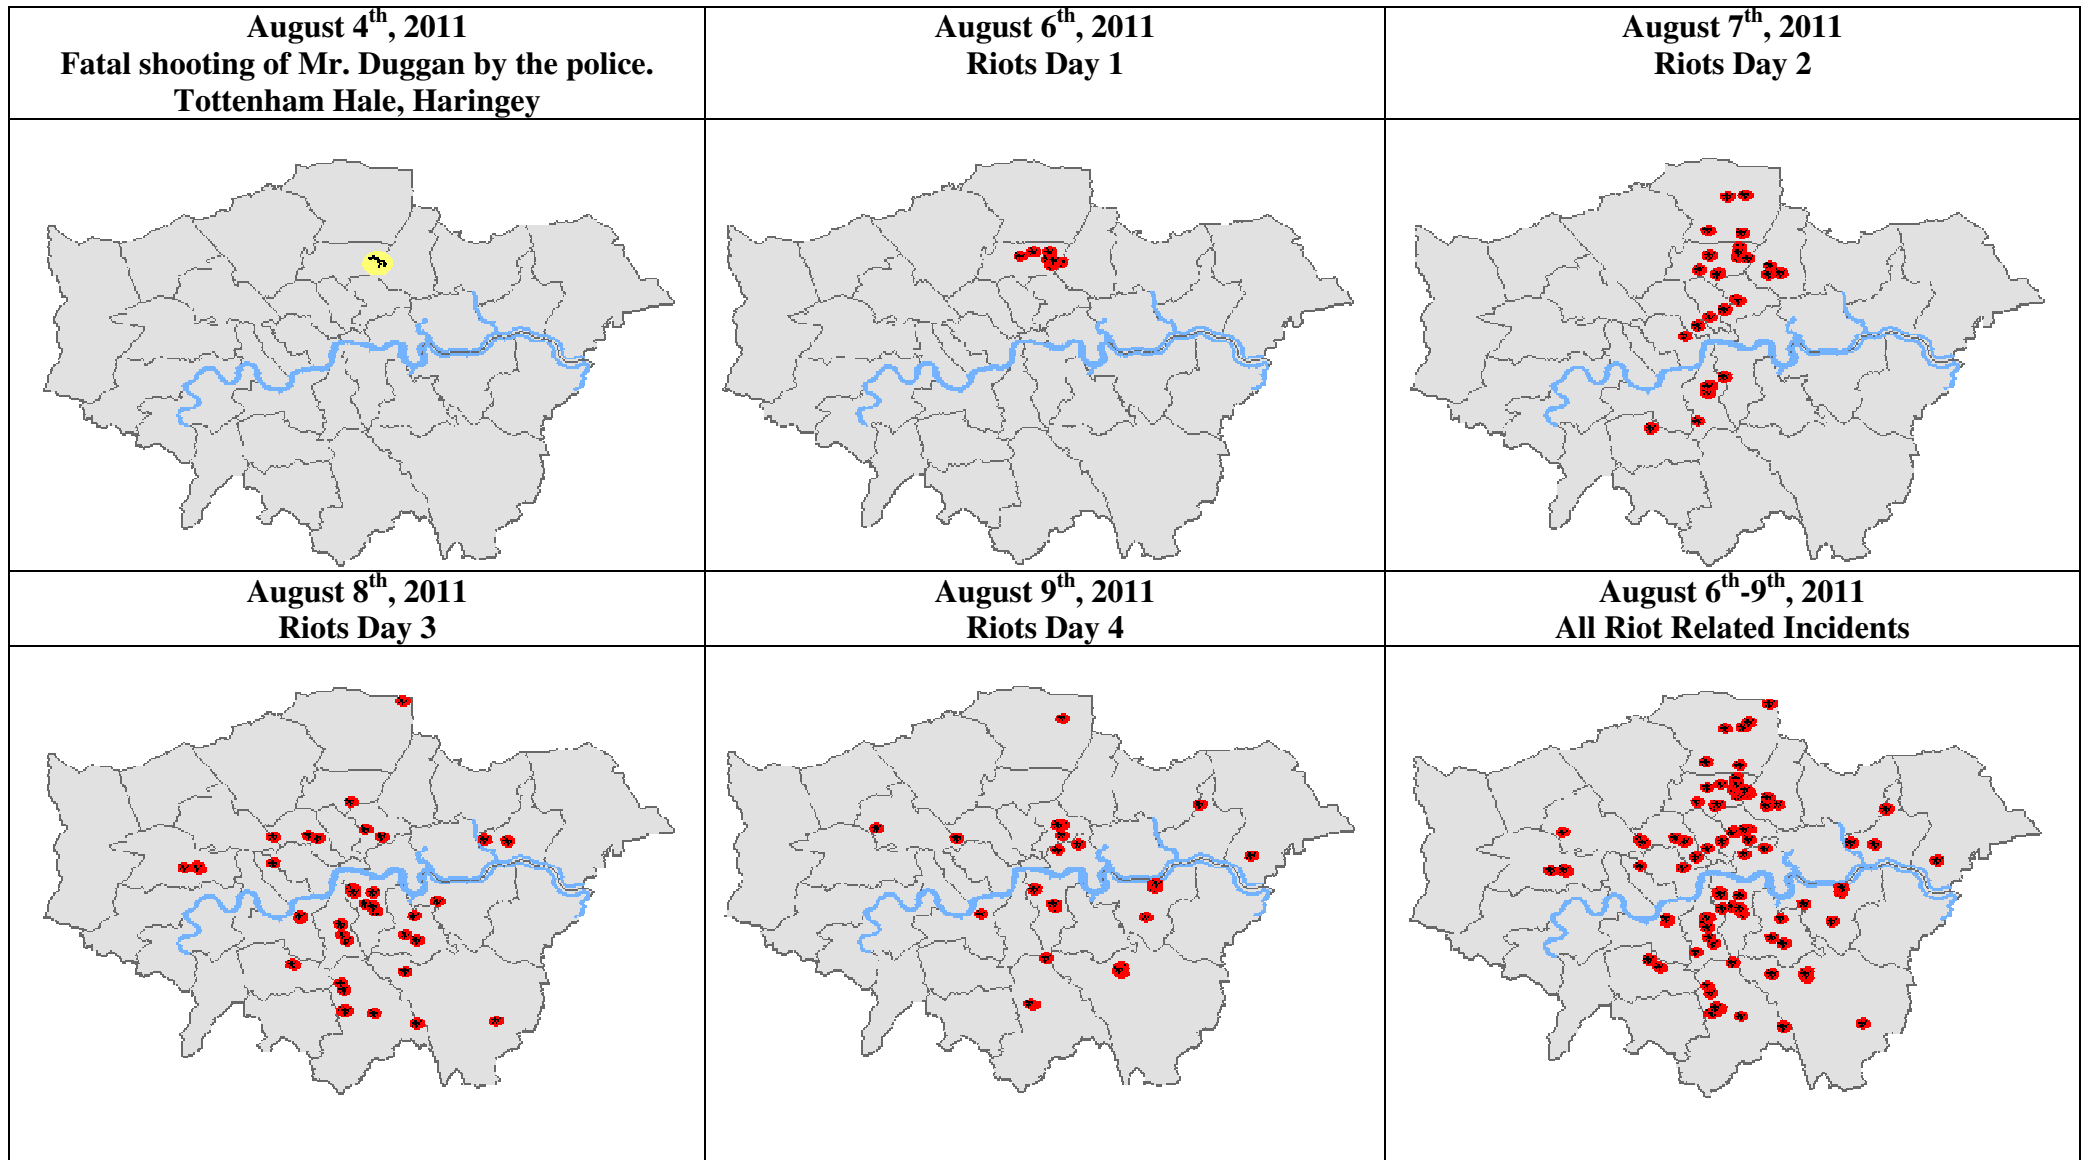 August 4th, 2011
Fatal shooting of Mr. Duggan by the police.
Tottenham Hale, Haringey
August 6th, 2011
Riots Day 1
August 7th, 2011
Riots Day 2
August 8th, 2011
Riots Day 3
August 9th, 2011
Riots Day 4
August 6th-9th, 2011
All Riot Related Incidents